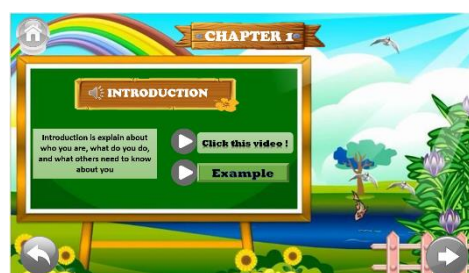 CHAPTER 1
INTRODUCTION
Introduction is explain about
who you are, what do you do,
and what others need to know
about you
Click this video !
Example